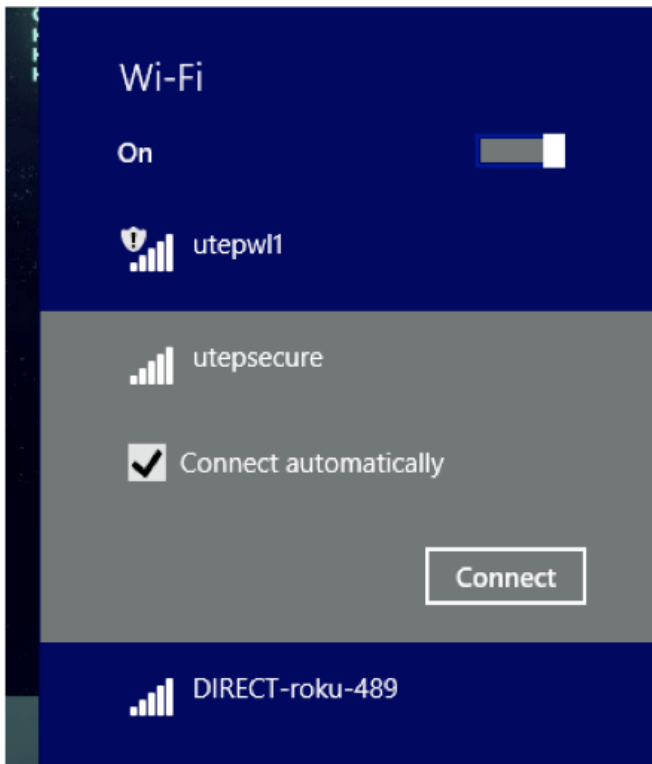 Wi-Fi
On
utepwl1
utepsecure
Connect automatically
Connect
DIRECT-roku-489